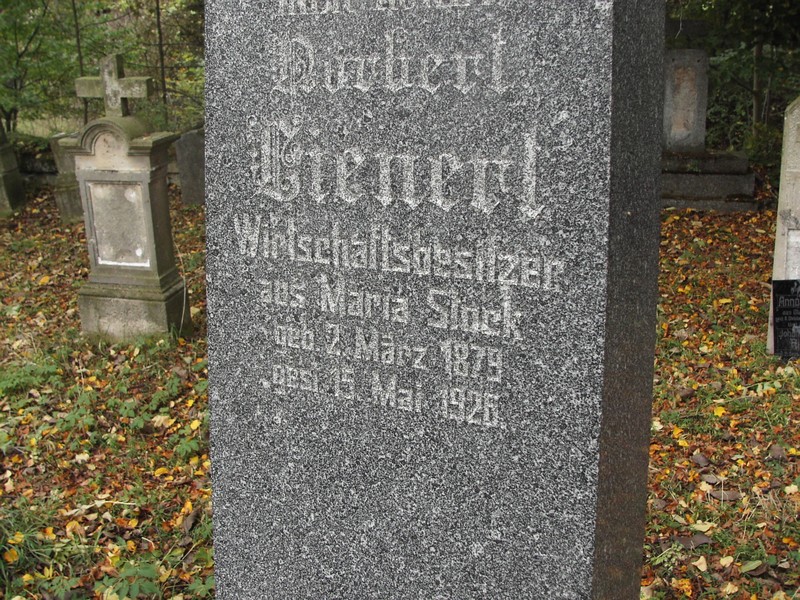 Norbert
Lienert
Wirtschaftsbesitzer
aus Maria Stock
geb. 2. März 1879
gest. 15. Mai 1926.